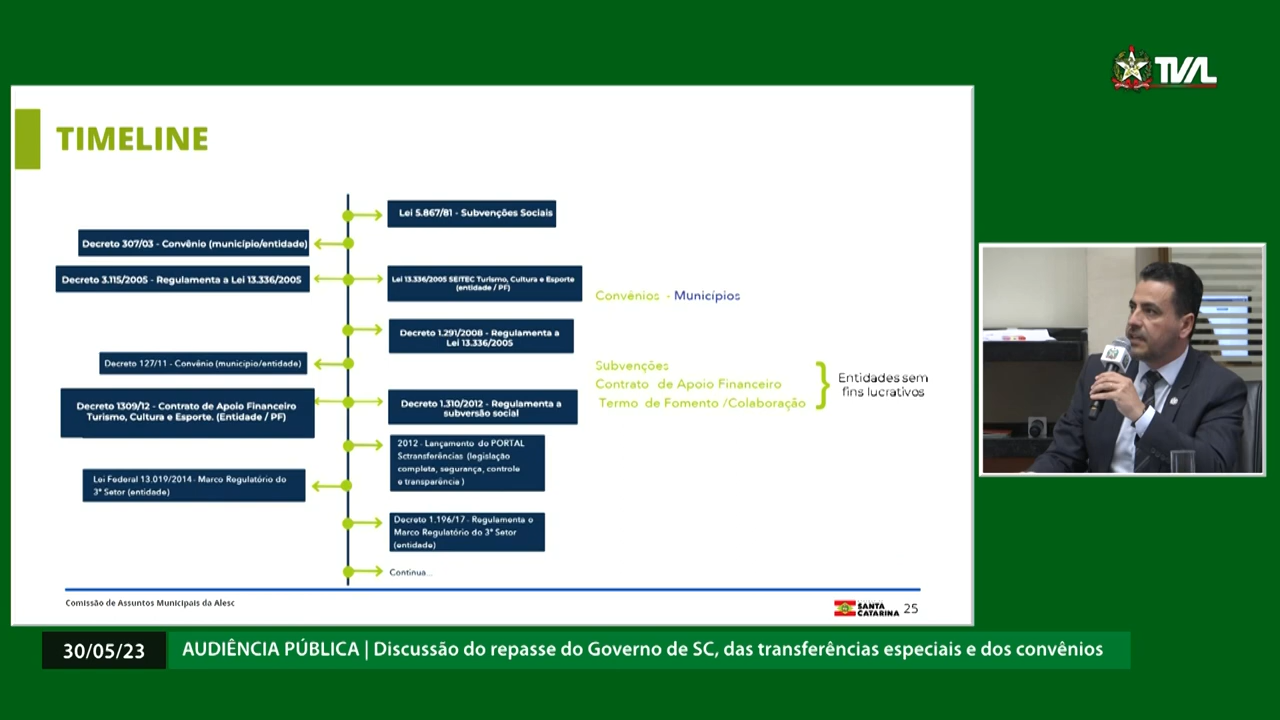 TVAL
TIMELINE
Lei 5.867/81 - Subvenções Sociais
Decreto 307/03 - Convênio (município/entidade)
Decreto 3.115/2005 - Regulamenta a Lei 13.336/2005
Lei 13.336/2005 SEITEC Turismo, Cultura e Esporte
(entidade / PF)
Convênios - Municípios
Decreto 1.291/2008 - Regulamenta a
Lei 13.336/2005
Decreto 127/11 - Convênio (município/entidade)
Subvenções
Contrato de Apoio Financeiro
Termo de Fomento /Colaboração
Entidades sem
fins lucrativos
Decreto 1309/12 - Contrato de Apoio Financeiro
Turismo, Cultura e Esporte. (Entidade / PF)
Decreto 1.310/2012 - Regulamenta a
subversão social
2012 - Lançamento do PORTAL
Sctransferências (legislação
completa, segurança, controle
e transparência )
Lei Federal 13.019/2014 - Marco Regulatório do
3º Setor (entidade)
Decreto 1.196/17 - Regulamenta o
Marco Regulatório do 3º Setor
(entidade)
Continua...
Comissão de Assuntos Municipais da Alesc
SANTA
CATARINA
25
30/05/23
AUDIÊNCIA PÚBLICA | Discussão do repasse do Governo de SC, das transferências especiais e dos convênios